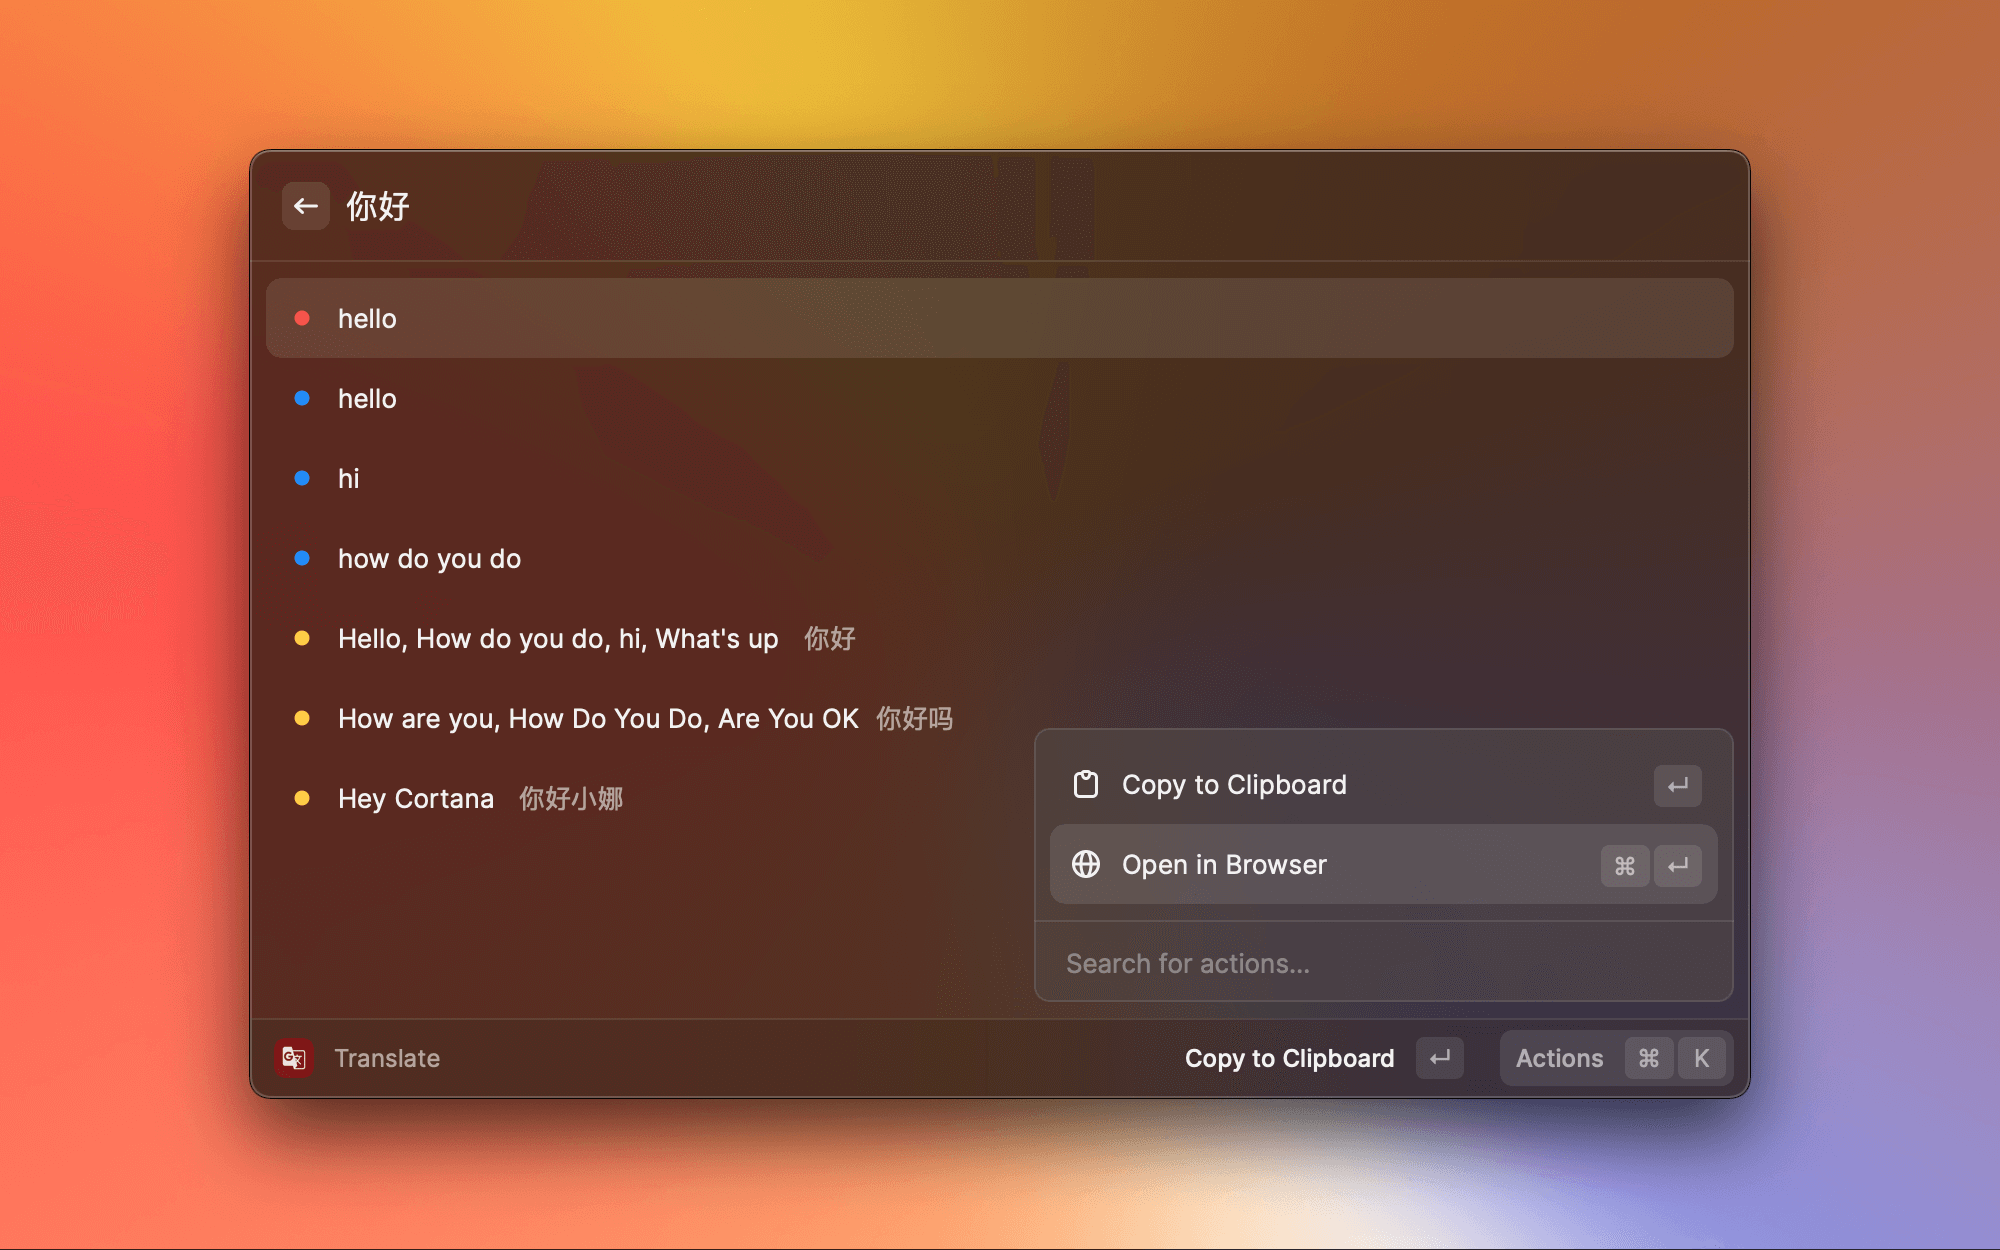 你好
hello
hello
hi
how do you do
Hello, How do you do, hi, What's up 你好
How are you, How Do You Do, Are You OK 你好吗
Hey Cortana 你好小娜
Copy to Clipboard ↵
Open in Browser ⌘ ↵
Search for actions...
Translate Copy to Clipboard ↵ Actions ⌘ K